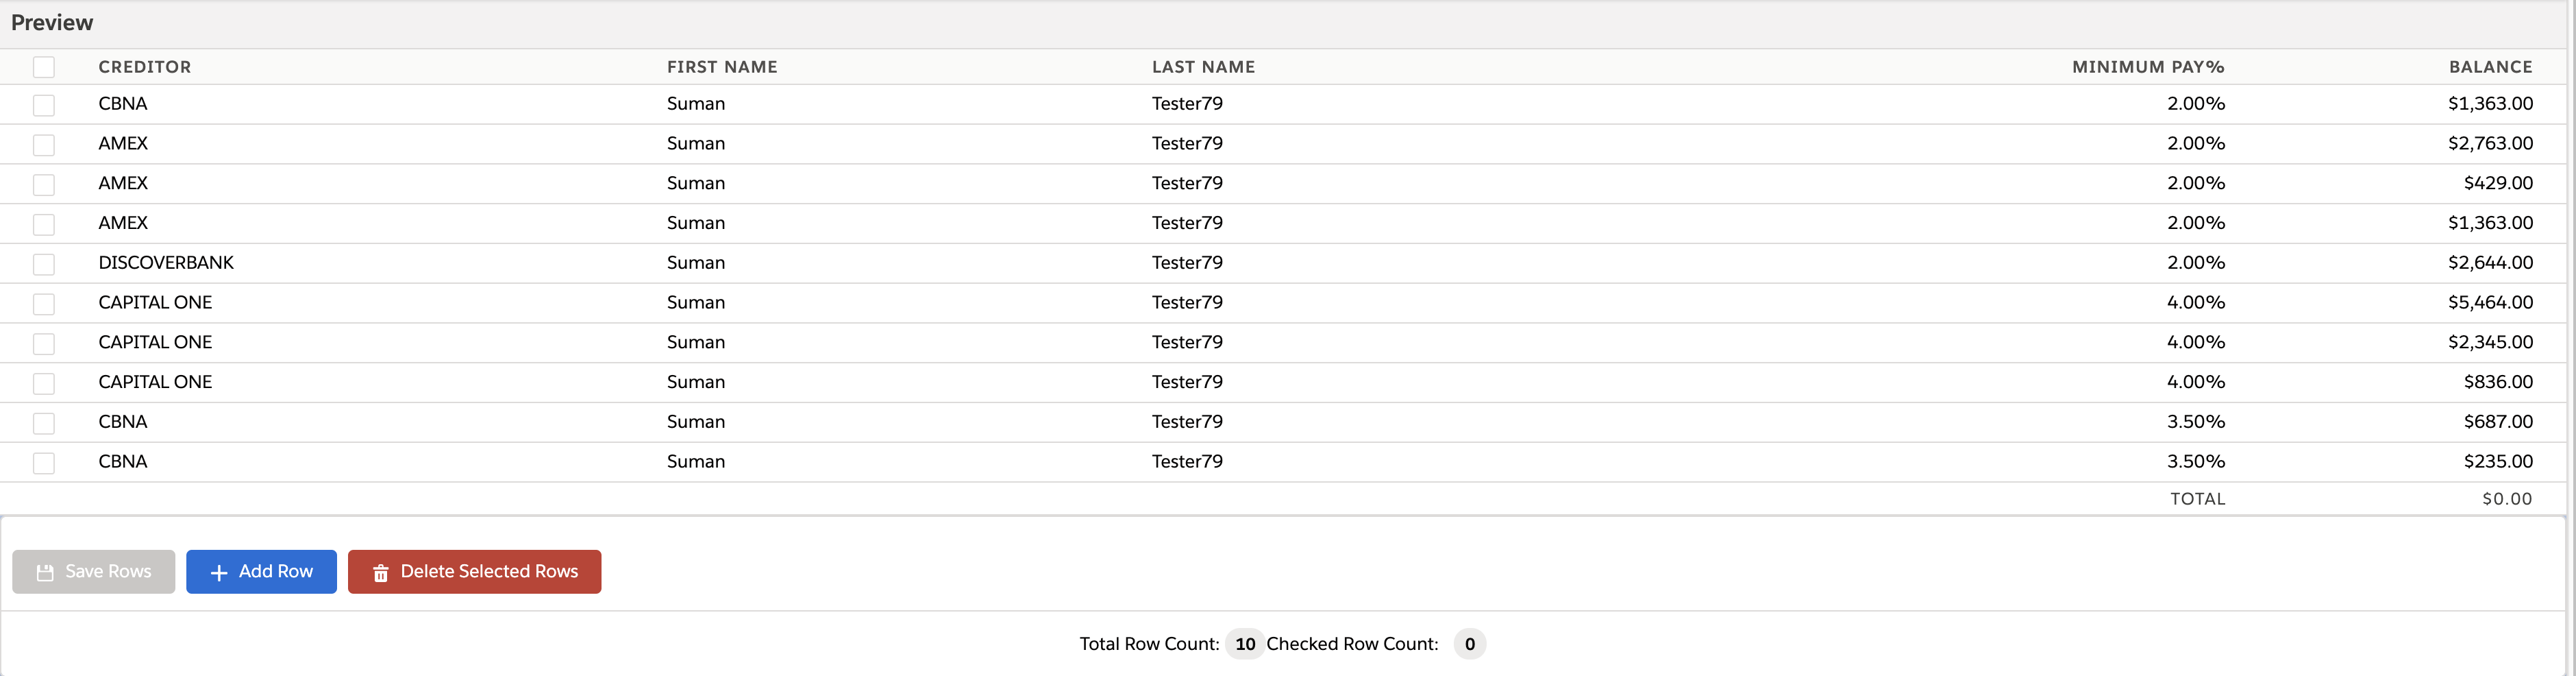 Preview
CREDITOR FIRST NAME LAST NAME MINIMUM PAY% BALANCE
CBNA Suman Tester79 2.00% $1,363.00
AMEX Suman Tester79 2.00% $2,763.00
AMEX Suman Tester79 2.00% $429.00
AMEX Suman Tester79 2.00% $1,363.00
DISCOVERBANK Suman Tester79 2.00% $2,644.00
CAPITAL ONE Suman Tester79 4.00% $5,464.00
CAPITAL ONE Suman Tester79 4.00% $2,345.00
CAPITAL ONE Suman Tester79 4.00% $836.00
CBNA Suman Tester79 3.50% $687.00
CBNA Suman Tester79 3.50% $235.00
TOTAL $0.00
Save Rows Add Row Delete Selected Rows
Total Row Count: 10 Checked Row Count: 0